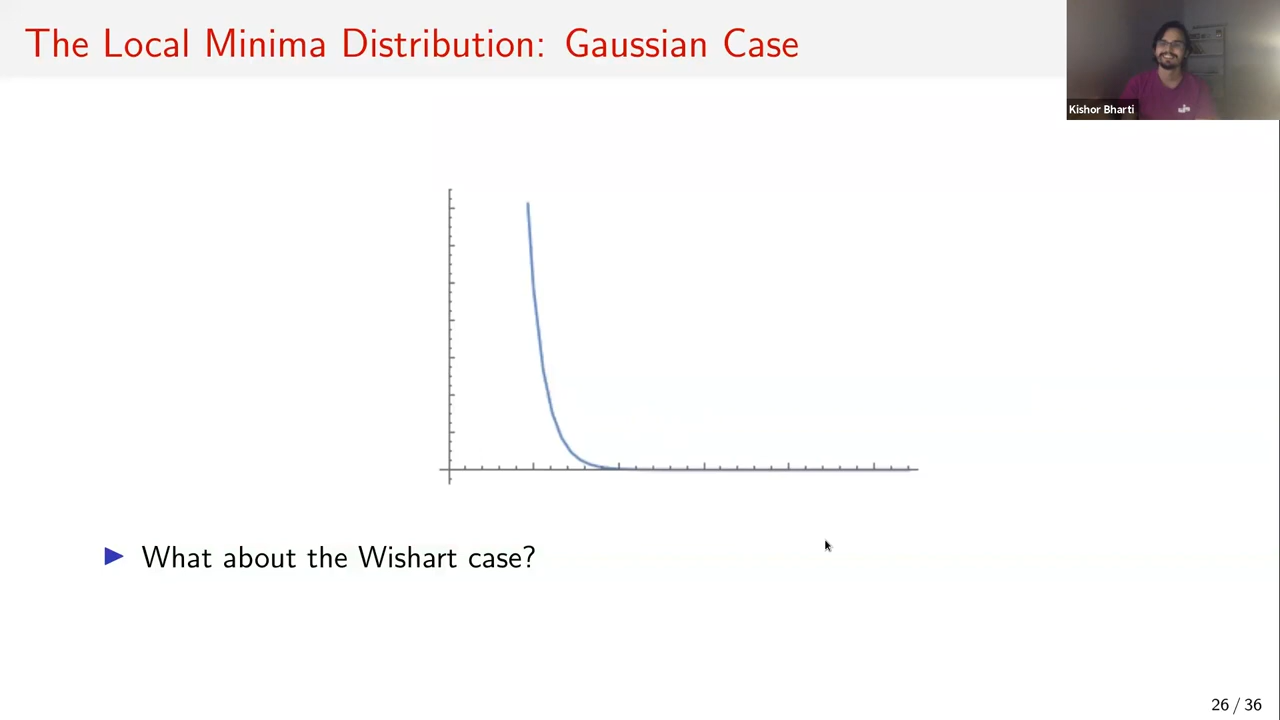 The Local Minima Distribution: Gaussian Case
Kishor Bharti
▶ What about the Wishart case?
26 / 36